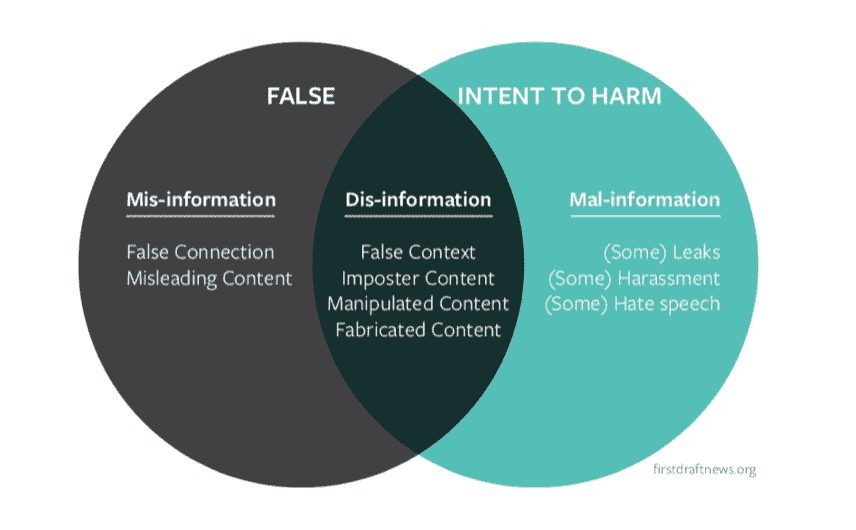 FALSE
INTENT TO HARM
Mis-information
False Connection
Misleading Content
Dis-information
False Context
Imposter Content
Manipulated Content
Fabricated Content
Mal-information
(Some) Leaks
(Some) Harassment
(Some) Hate speech
firstdraftnews.org